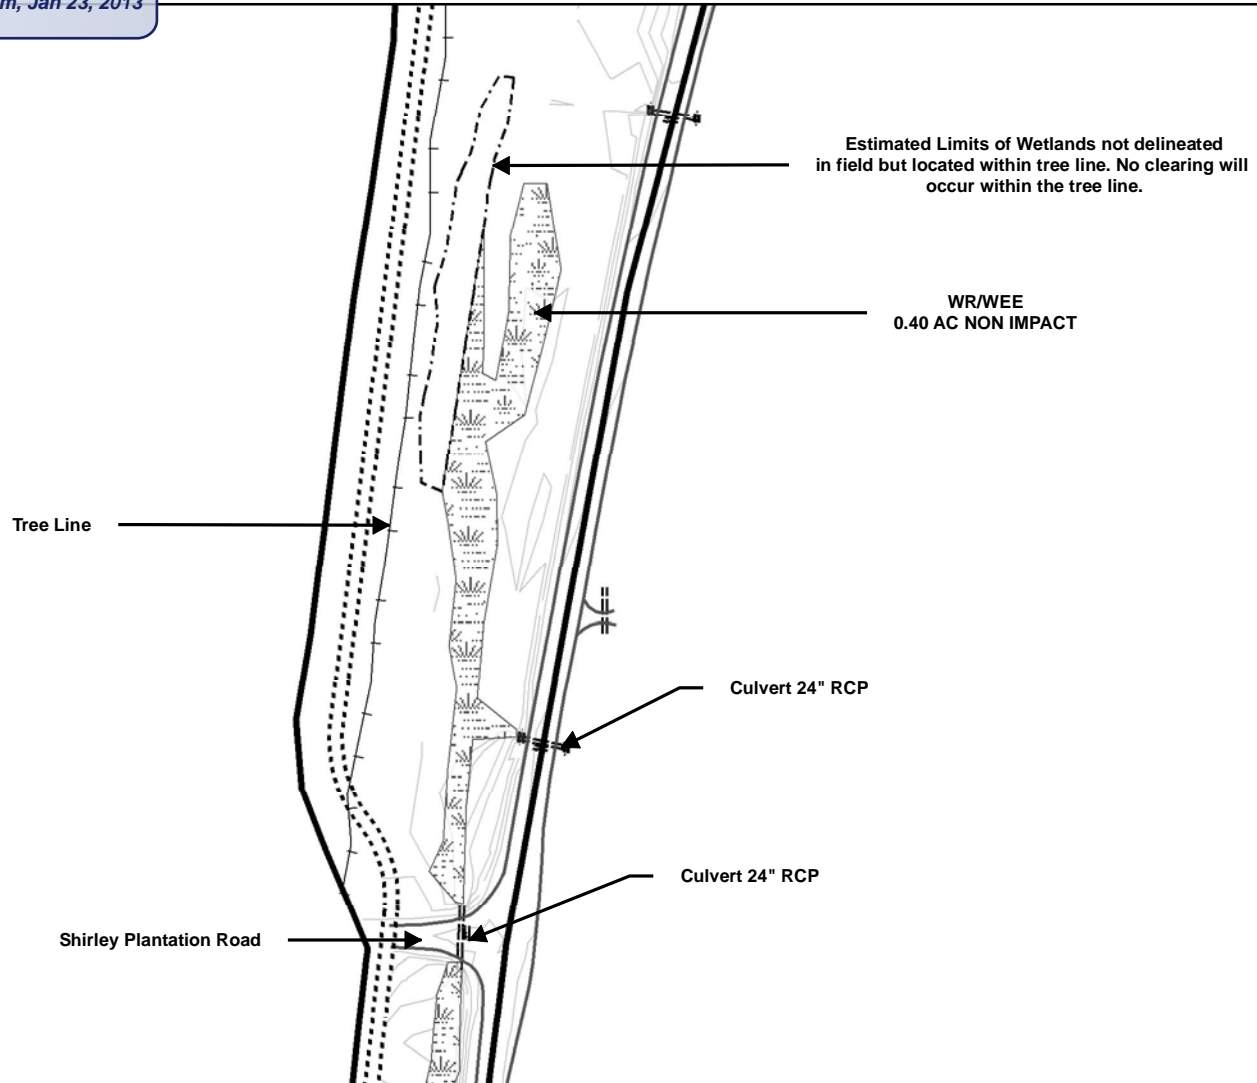 Jan 23, 2013
Estimated Limits of Wetlands not delineated
in field but located within tree line. No clearing will
occur within the tree line.
WR/WEE
0.40 AC NON IMPACT
Tree Line
Culvert 24" RCP
Culvert 24" RCP
Shirley Plantation Road